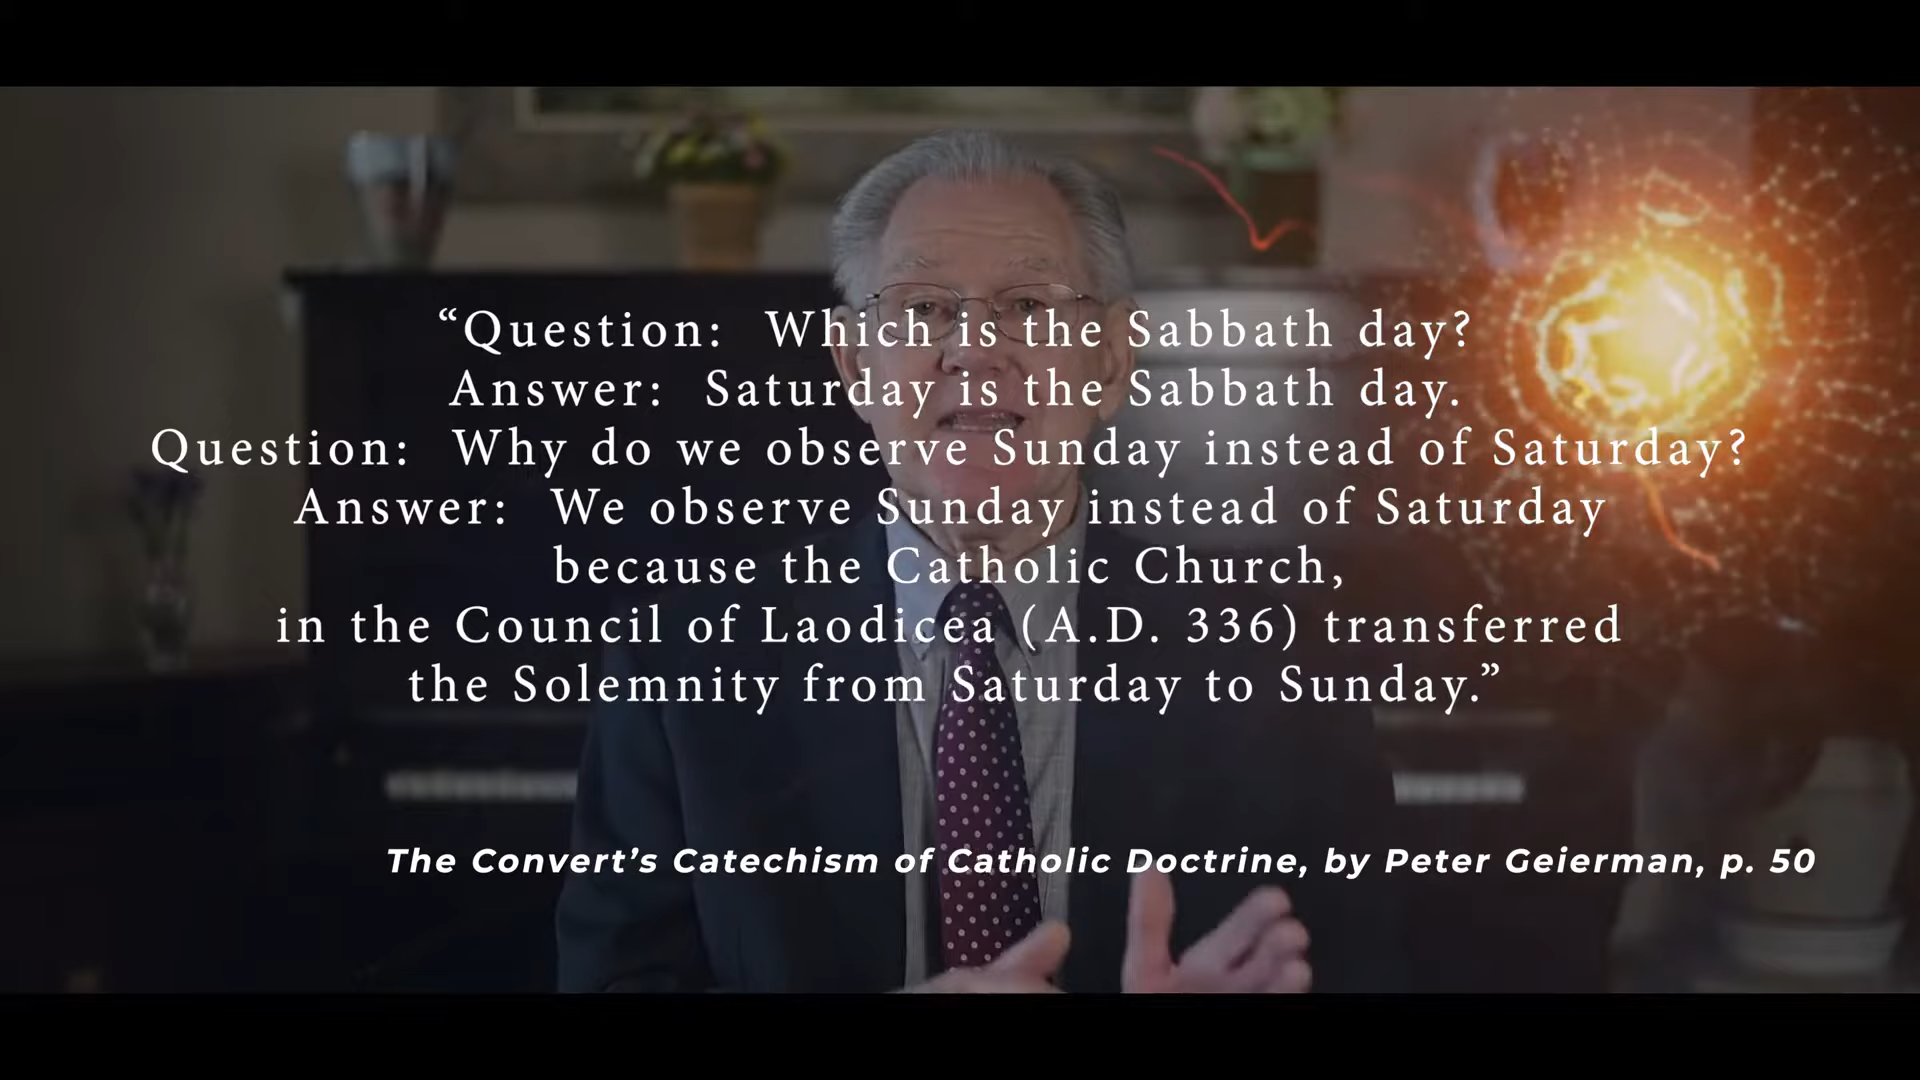 “Question: Which is the Sabbath day?
Answer: Saturday is the Sabbath day.
Question: Why do we observe Sunday instead of Saturday?
Answer: We observe Sunday instead of Saturday
because the Catholic Church,
in the Council of Laodicea (A.D. 336) transferred
the Solemnity from Saturday to Sunday.”
The Convert’s Catechism of Catholic Doctrine, by Peter Geierman, p. 50